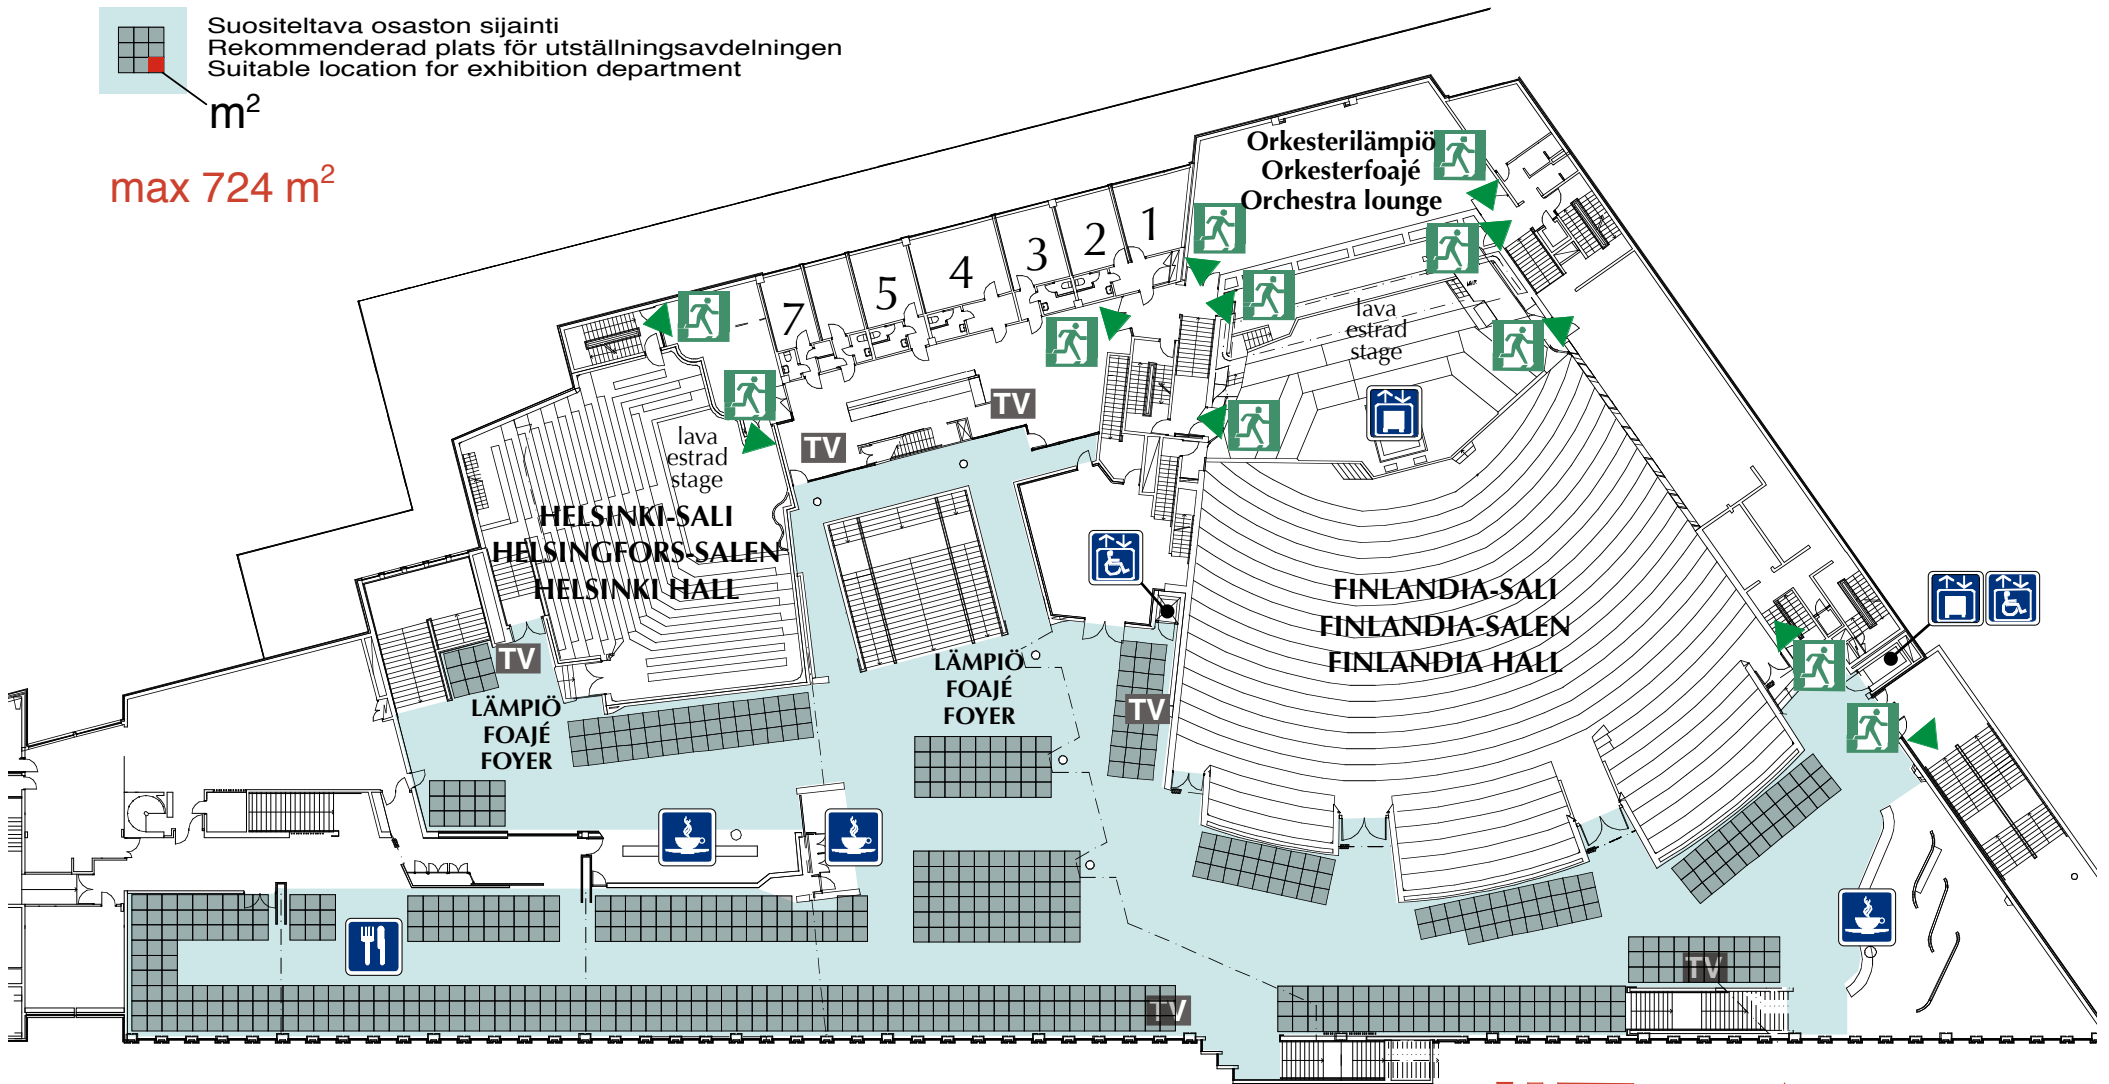 Suositeltava osaston sijainti
Rekommenderad plats för utställningsavdelningen
Suitable location for exhibition department
m²
max 724 m²
Orkesterilämpiö
Orkesterfoajé
Orchestra lounge
1
2
3
4
5
7
lava
estrad
stage
TV
TV
lava
estrad
stage
HELSINKI-SALI
HELSINGFORS-SALEN
HELSINKI HALL
FINLANDIA-SALI
FINLANDIA-SALEN
FINLANDIA HALL
TV
LÄMPIÖ
FOAJÉ
FOYER
LÄMPIÖ
FOAJÉ
FOYER
TV
TV
TV